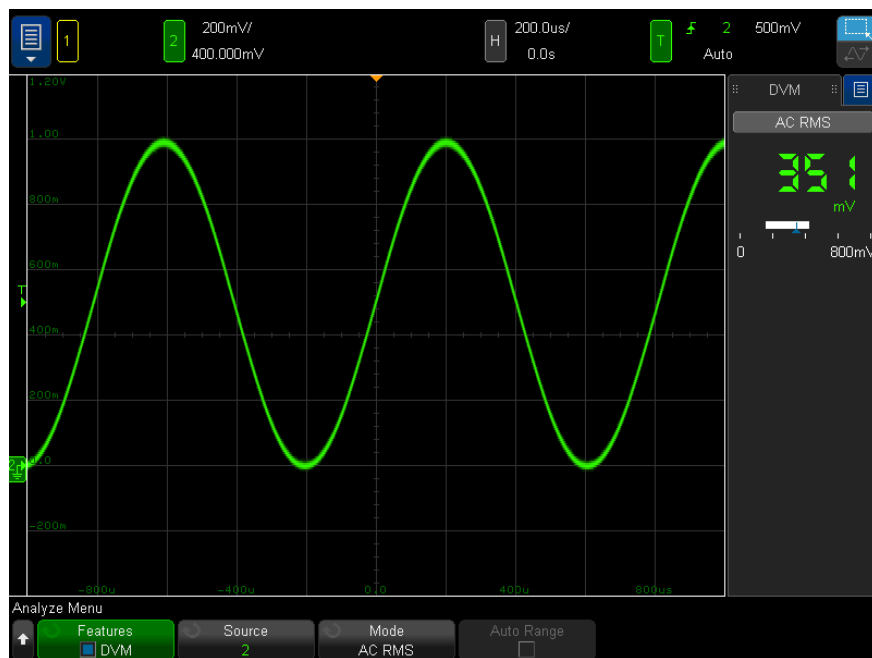 1
2
200mV/
400.000mV
H
200.0us/
0.0s
T
2
500mV
Auto
1.20V
1.00
800m
600m
400m
200m
0.0
-200m
T
2
-800u
-400u
0.0
400u
800us
DVM
AC RMS
351
mV
0
800mV
Analyze Menu
Features
DVM
Source
2
Mode
AC RMS
Auto Range